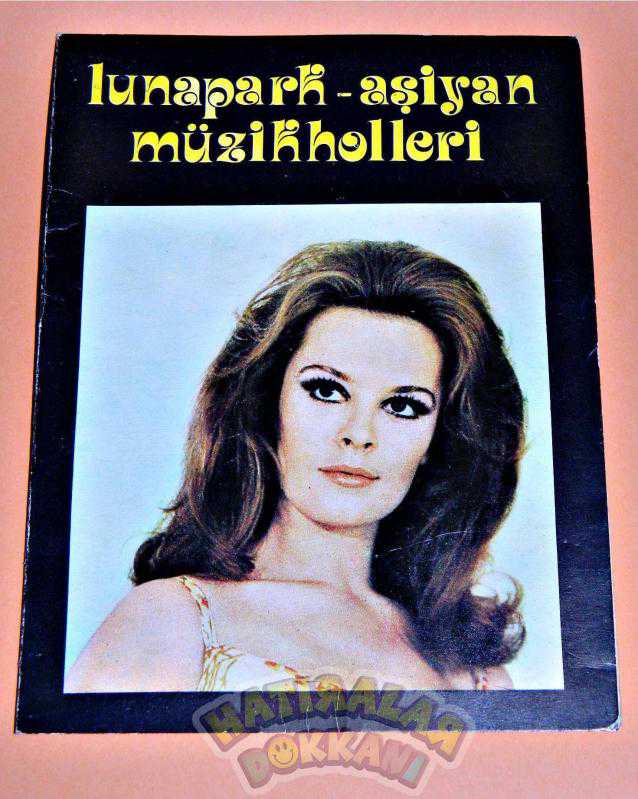 lunapark - aşiyan
müzikholleri
HATIRALAR
DÜKKANI